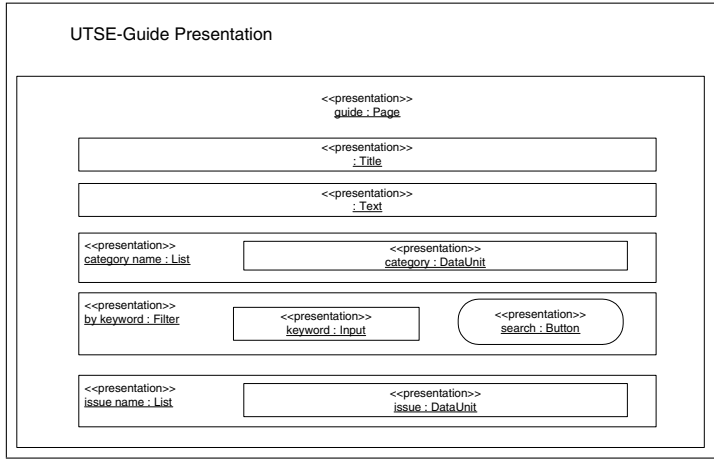 UTSE-Guide Presentation
<<presentation>>
guide : Page
<<presentation>>
: Title
<<presentation>>
: Text
<<presentation>>
category name : List
<<presentation>>
category : DataUnit
<<presentation>>
by keyword : Filter
<<presentation>>
keyword : Input
<<presentation>>
search : Button
<<presentation>>
issue name : List
<<presentation>>
issue : DataUnit